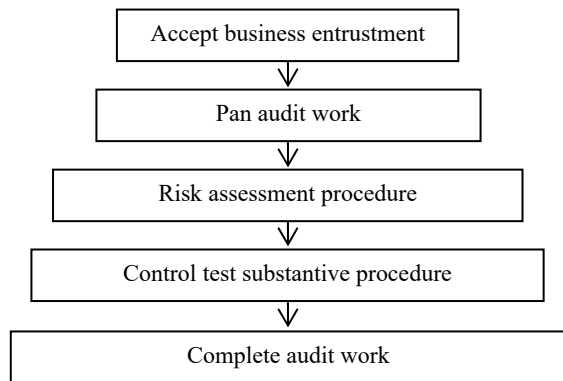 Accept business entrustment
Pan audit work
Risk assessment procedure
Control test substantive procedure
Complete audit work